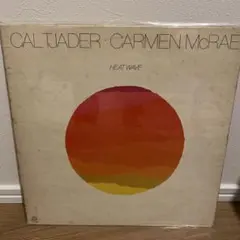 CAL TJADER - CARMEN McRAE
HEAT WAVE